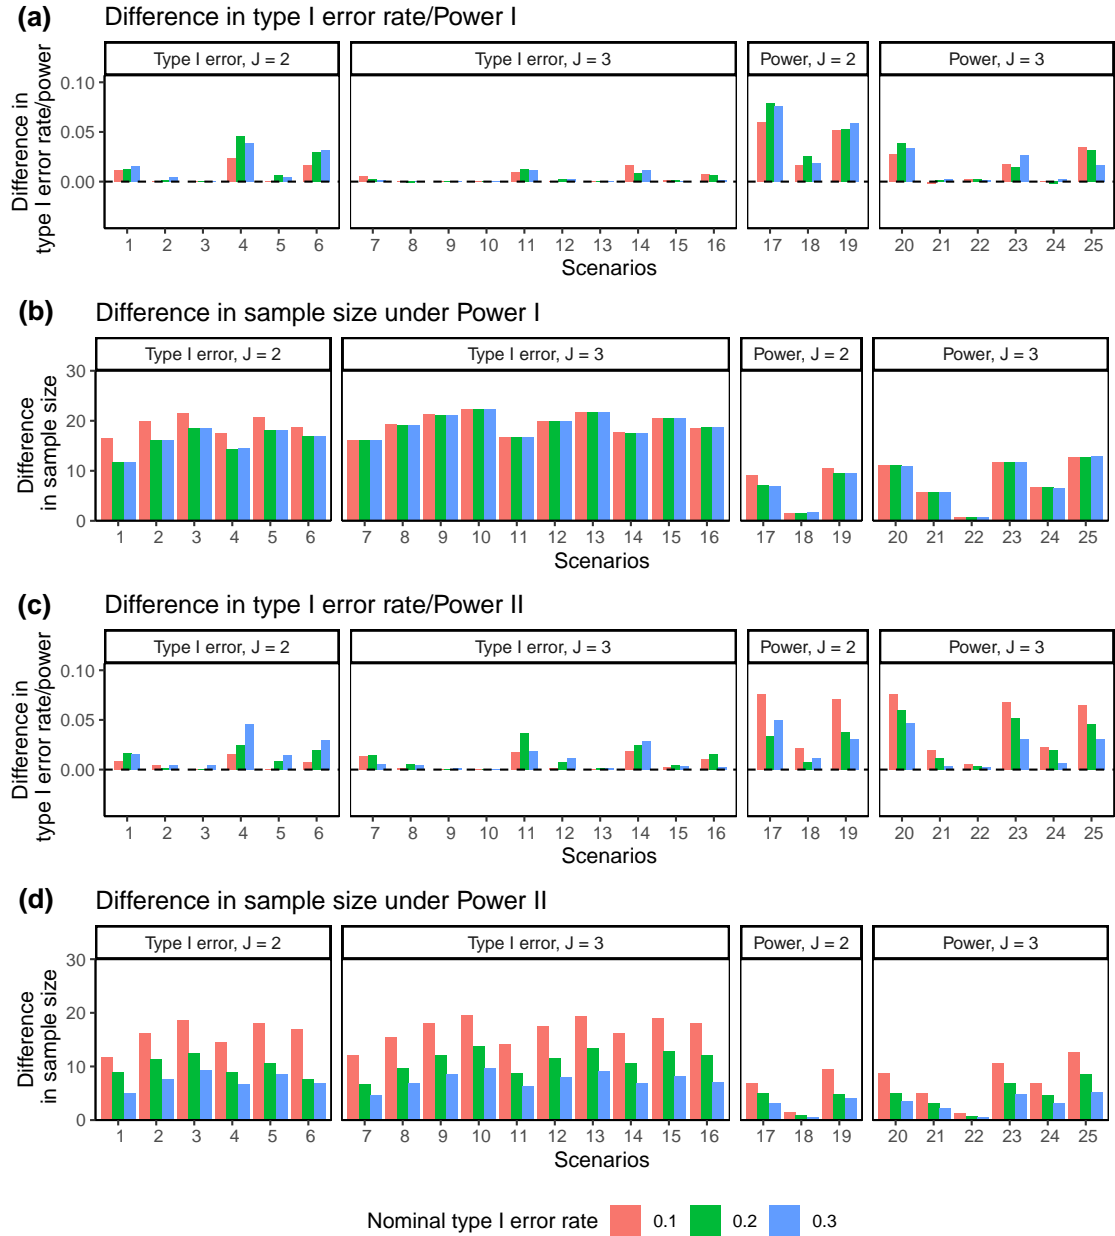 (a) Difference in type I error rate/Power I
Type I error, J = 2 Type I error, J = 3 Power, J = 2 Power, J = 3
Difference in
type I error rate/power
0.10
0.05
0.00
1 2 3 4 5 6 7 8 9 10 11 12 13 14 15 16 17 18 19 20 21 22 23 24 25
Scenarios
(b) Difference in sample size under Power I
Type I error, J = 2 Type I error, J = 3 Power, J = 2 Power, J = 3
Difference
in sample size
30
20
10
0
1 2 3 4 5 6 7 8 9 10 11 12 13 14 15 16 17 18 19 20 21 22 23 24 25
Scenarios
(c) Difference in type I error rate/Power II
Type I error, J = 2 Type I error, J = 3 Power, J = 2 Power, J = 3
Difference in
type I error rate/power
0.10
0.05
0.00
1 2 3 4 5 6 7 8 9 10 11 12 13 14 15 16 17 18 19 20 21 22 23 24 25
Scenarios
(d) Difference in sample size under Power II
Type I error, J = 2 Type I error, J = 3 Power, J = 2 Power, J = 3
Difference
in sample size
30
20
10
0
1 2 3 4 5 6 7 8 9 10 11 12 13 14 15 16 17 18 19 20 21 22 23 24 25
Scenarios
Nominal type I error rate 0.1 0.2 0.3